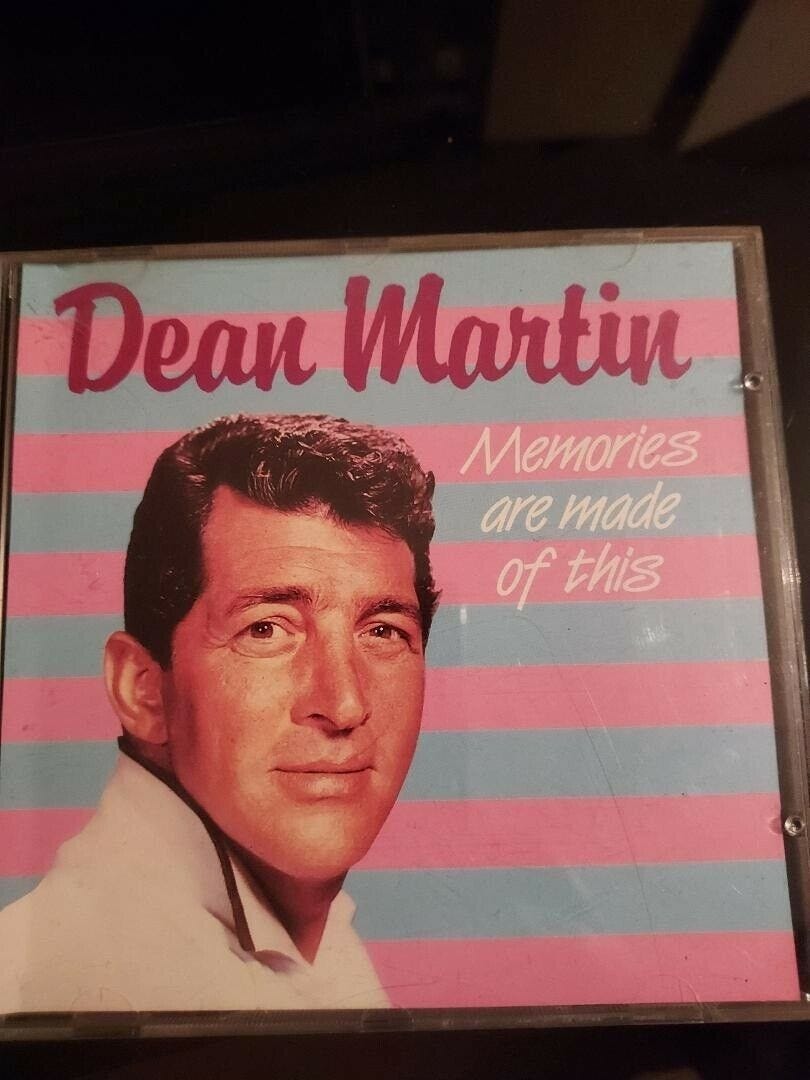 Dean Martin
Memories
are made
of this